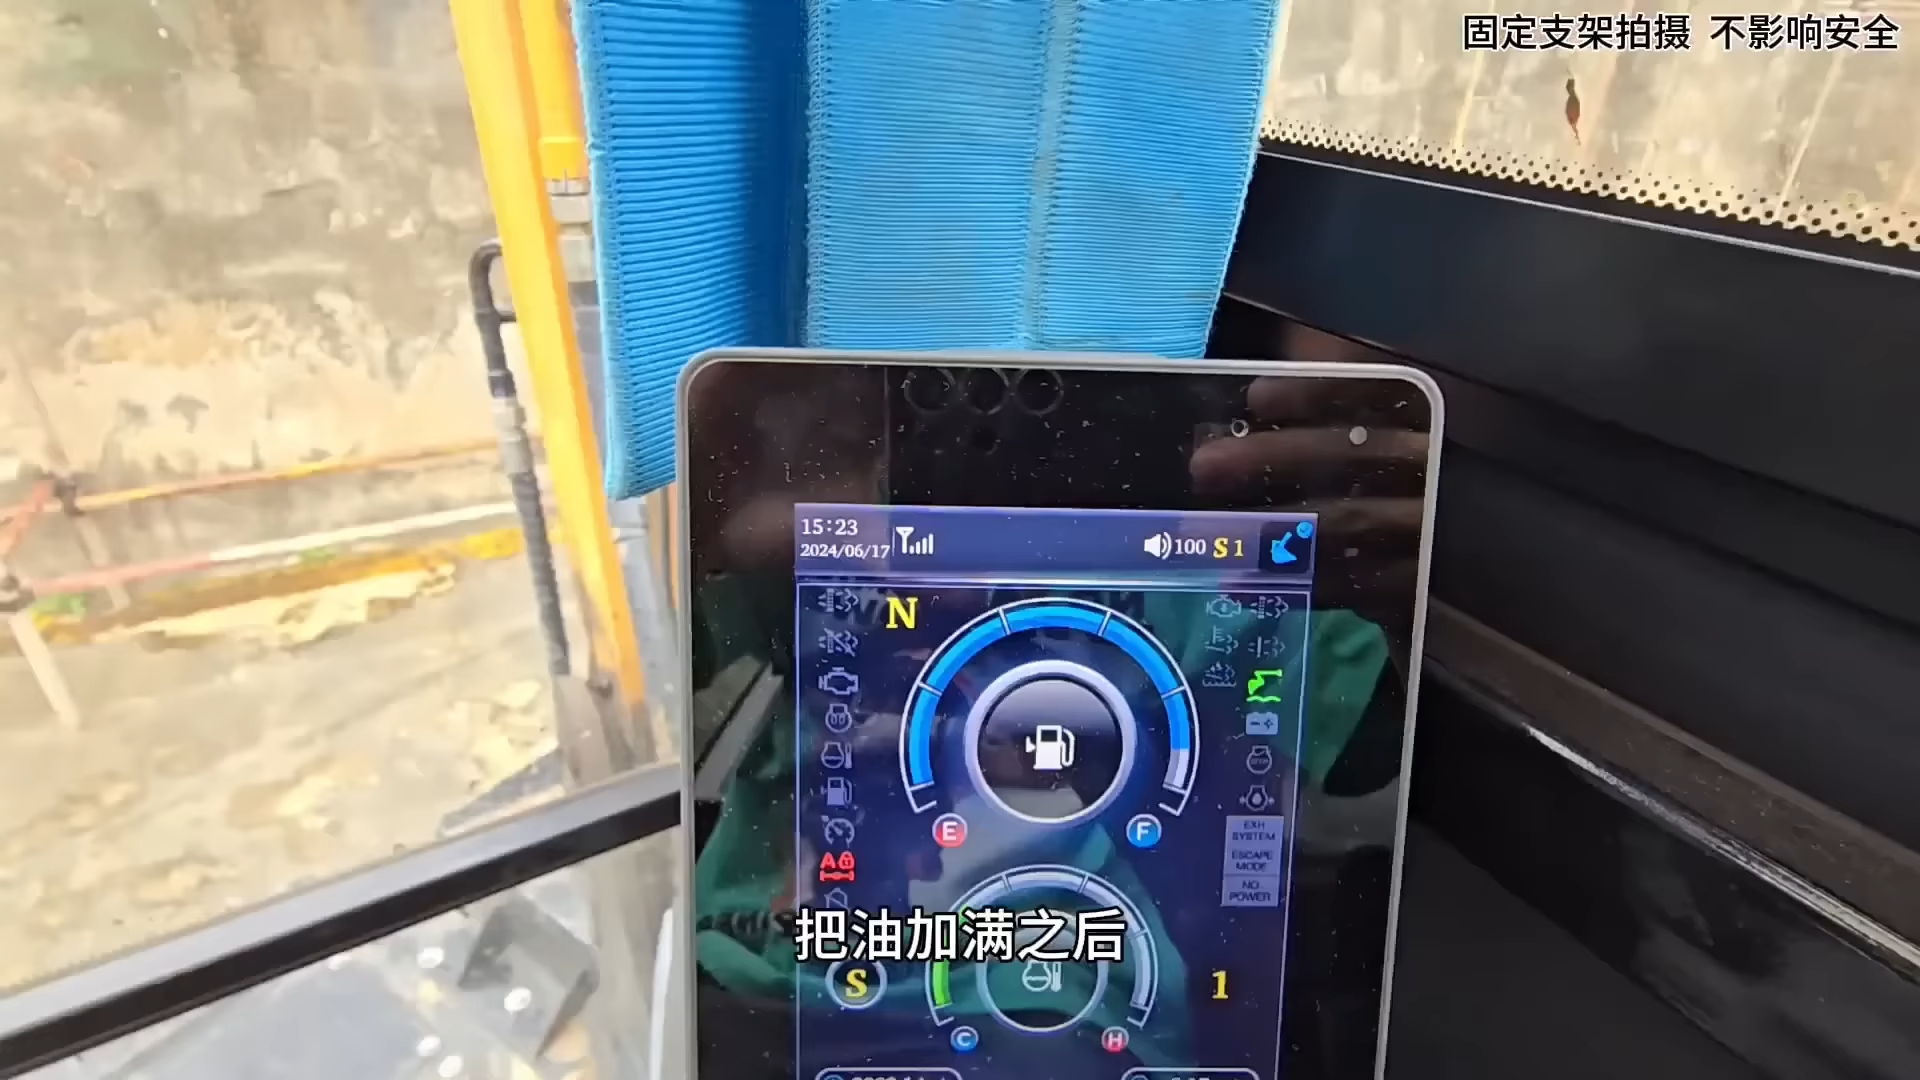 固定支架拍摄 不影响安全
15:23
2024/06/17
100 S 1
N
E
F
A
EXH
SYSTEM
ESCAPE
MODE
NO
POWER
把油加满之后
S
1
C
H